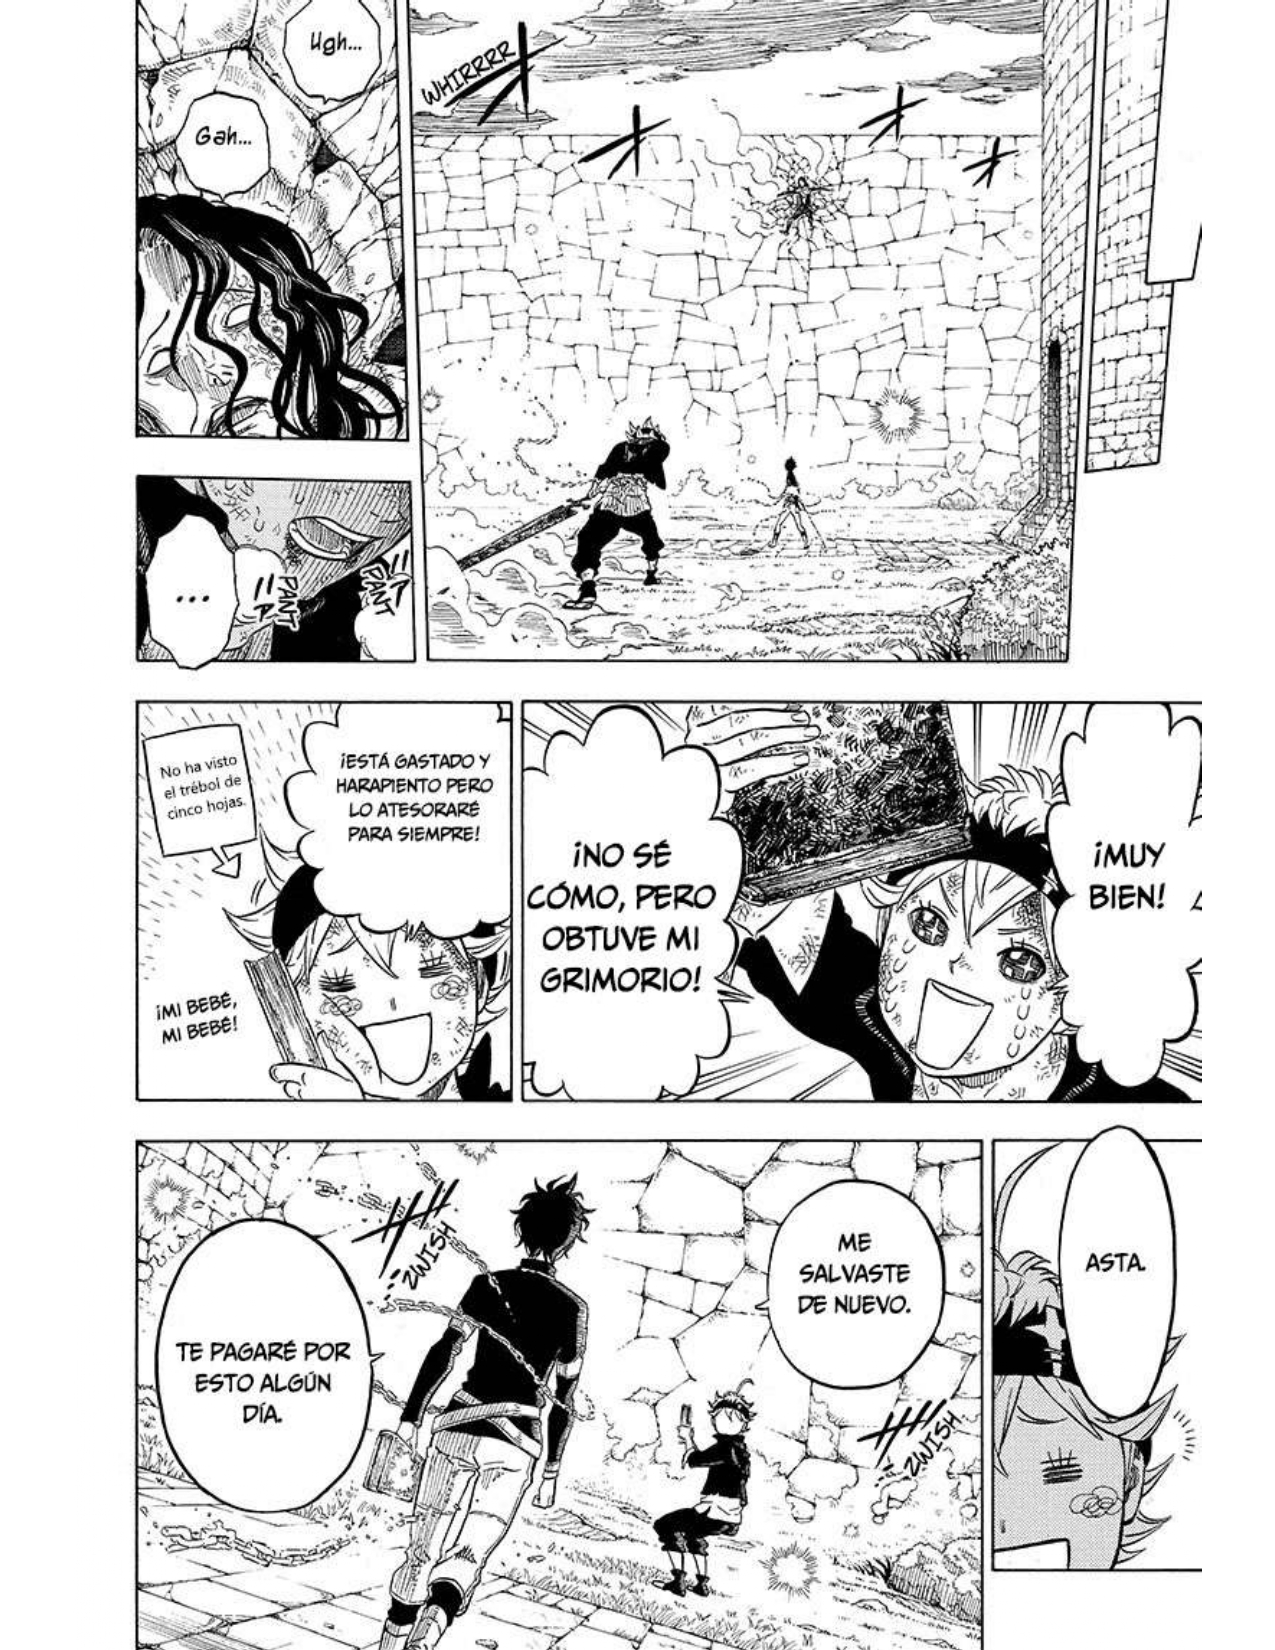 WHIRRRR
Ugh...
Gah...
PANT
PANT
...
¡MUY
BIEN!
¡NO SÉ
CÓMO, PERO
OBTUVE MI
GRIMORIO!
¡ESTÁ GASTADO Y
HARAPIENTO PERO
LO ATESORARÉ
PARA SIEMPRE!
No ha visto
el trébol de
cinco hojas.
¡MI BEBÉ,
MI BEBÉ!
ASTA.
ME
SALVASTE
DE NUEVO.
ZWISH
ZWISH
TE PAGARÉ POR
ESTO ALGÚN
DÍA.